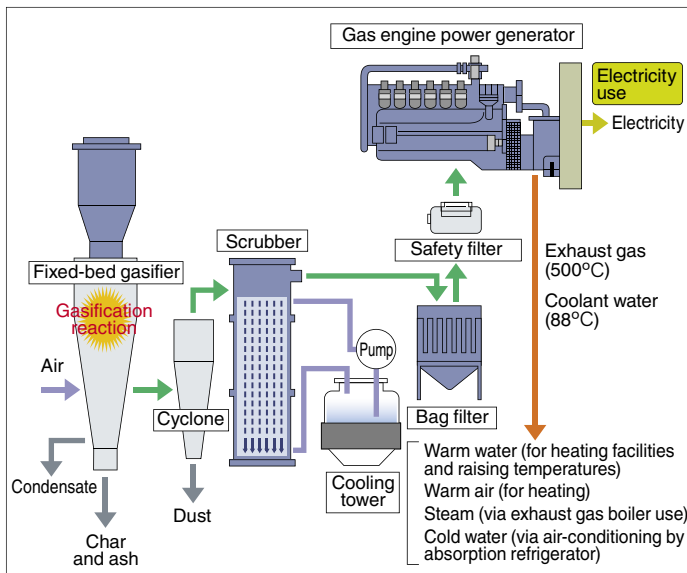 Gas engine power generator
Electricity
use
Electricity
Scrubber
Safety filter
Fixed-bed gasifier
Exhaust gas
(500°C)
Coolant water
(88°C)
Gasification
reaction
Air
Pump
Cyclone
Bag filter
Condensate
Cooling
tower
Dust
Char
and ash
Warm water (for heating facilities
and raising temperatures)
Warm air (for heating)
Steam (via exhaust gas boiler use)
Cold water (via air-conditioning by
absorption refrigerator)